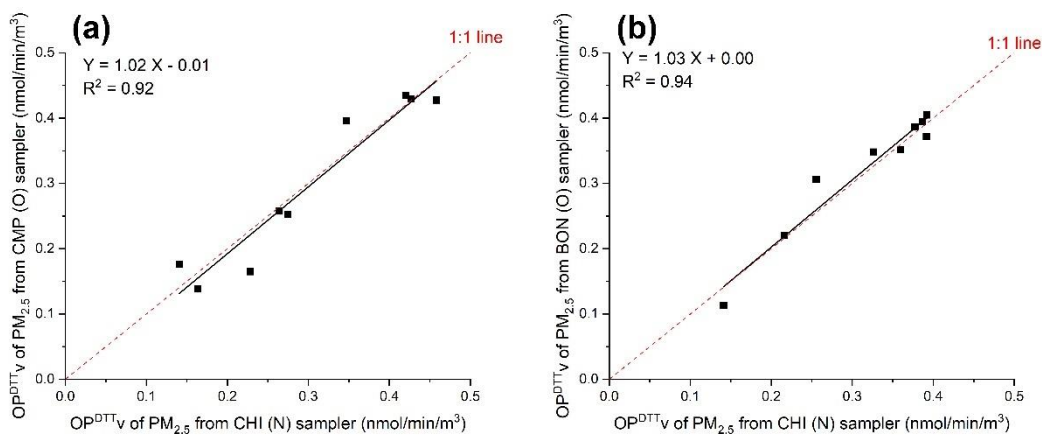 (a)
1:1 line
Y = 1.02 X - 0.01
R² = 0.92
OPᴰᵀᵀv of PM₂.₅ from CMP (O) sampler (nmol/min/m³)
0.5
0.4
0.3
0.2
0.1
0.0
0.0 0.1 0.2 0.3 0.4 0.5
OPᴰᵀᵀv of PM₂.₅ from CHI (N) sampler (nmol/min/m³)
(b)
1:1 line
Y = 1.03 X + 0.00
R² = 0.94
OPᴰᵀᵀv of PM₂.₅ from BON (O) sampler (nmol/min/m³)
0.5
0.4
0.3
0.2
0.1
0.0
0.0 0.1 0.2 0.3 0.4 0.5
OPᴰᵀᵀv of PM₂.₅ from CHI (N) sampler (nmol/min/m³)